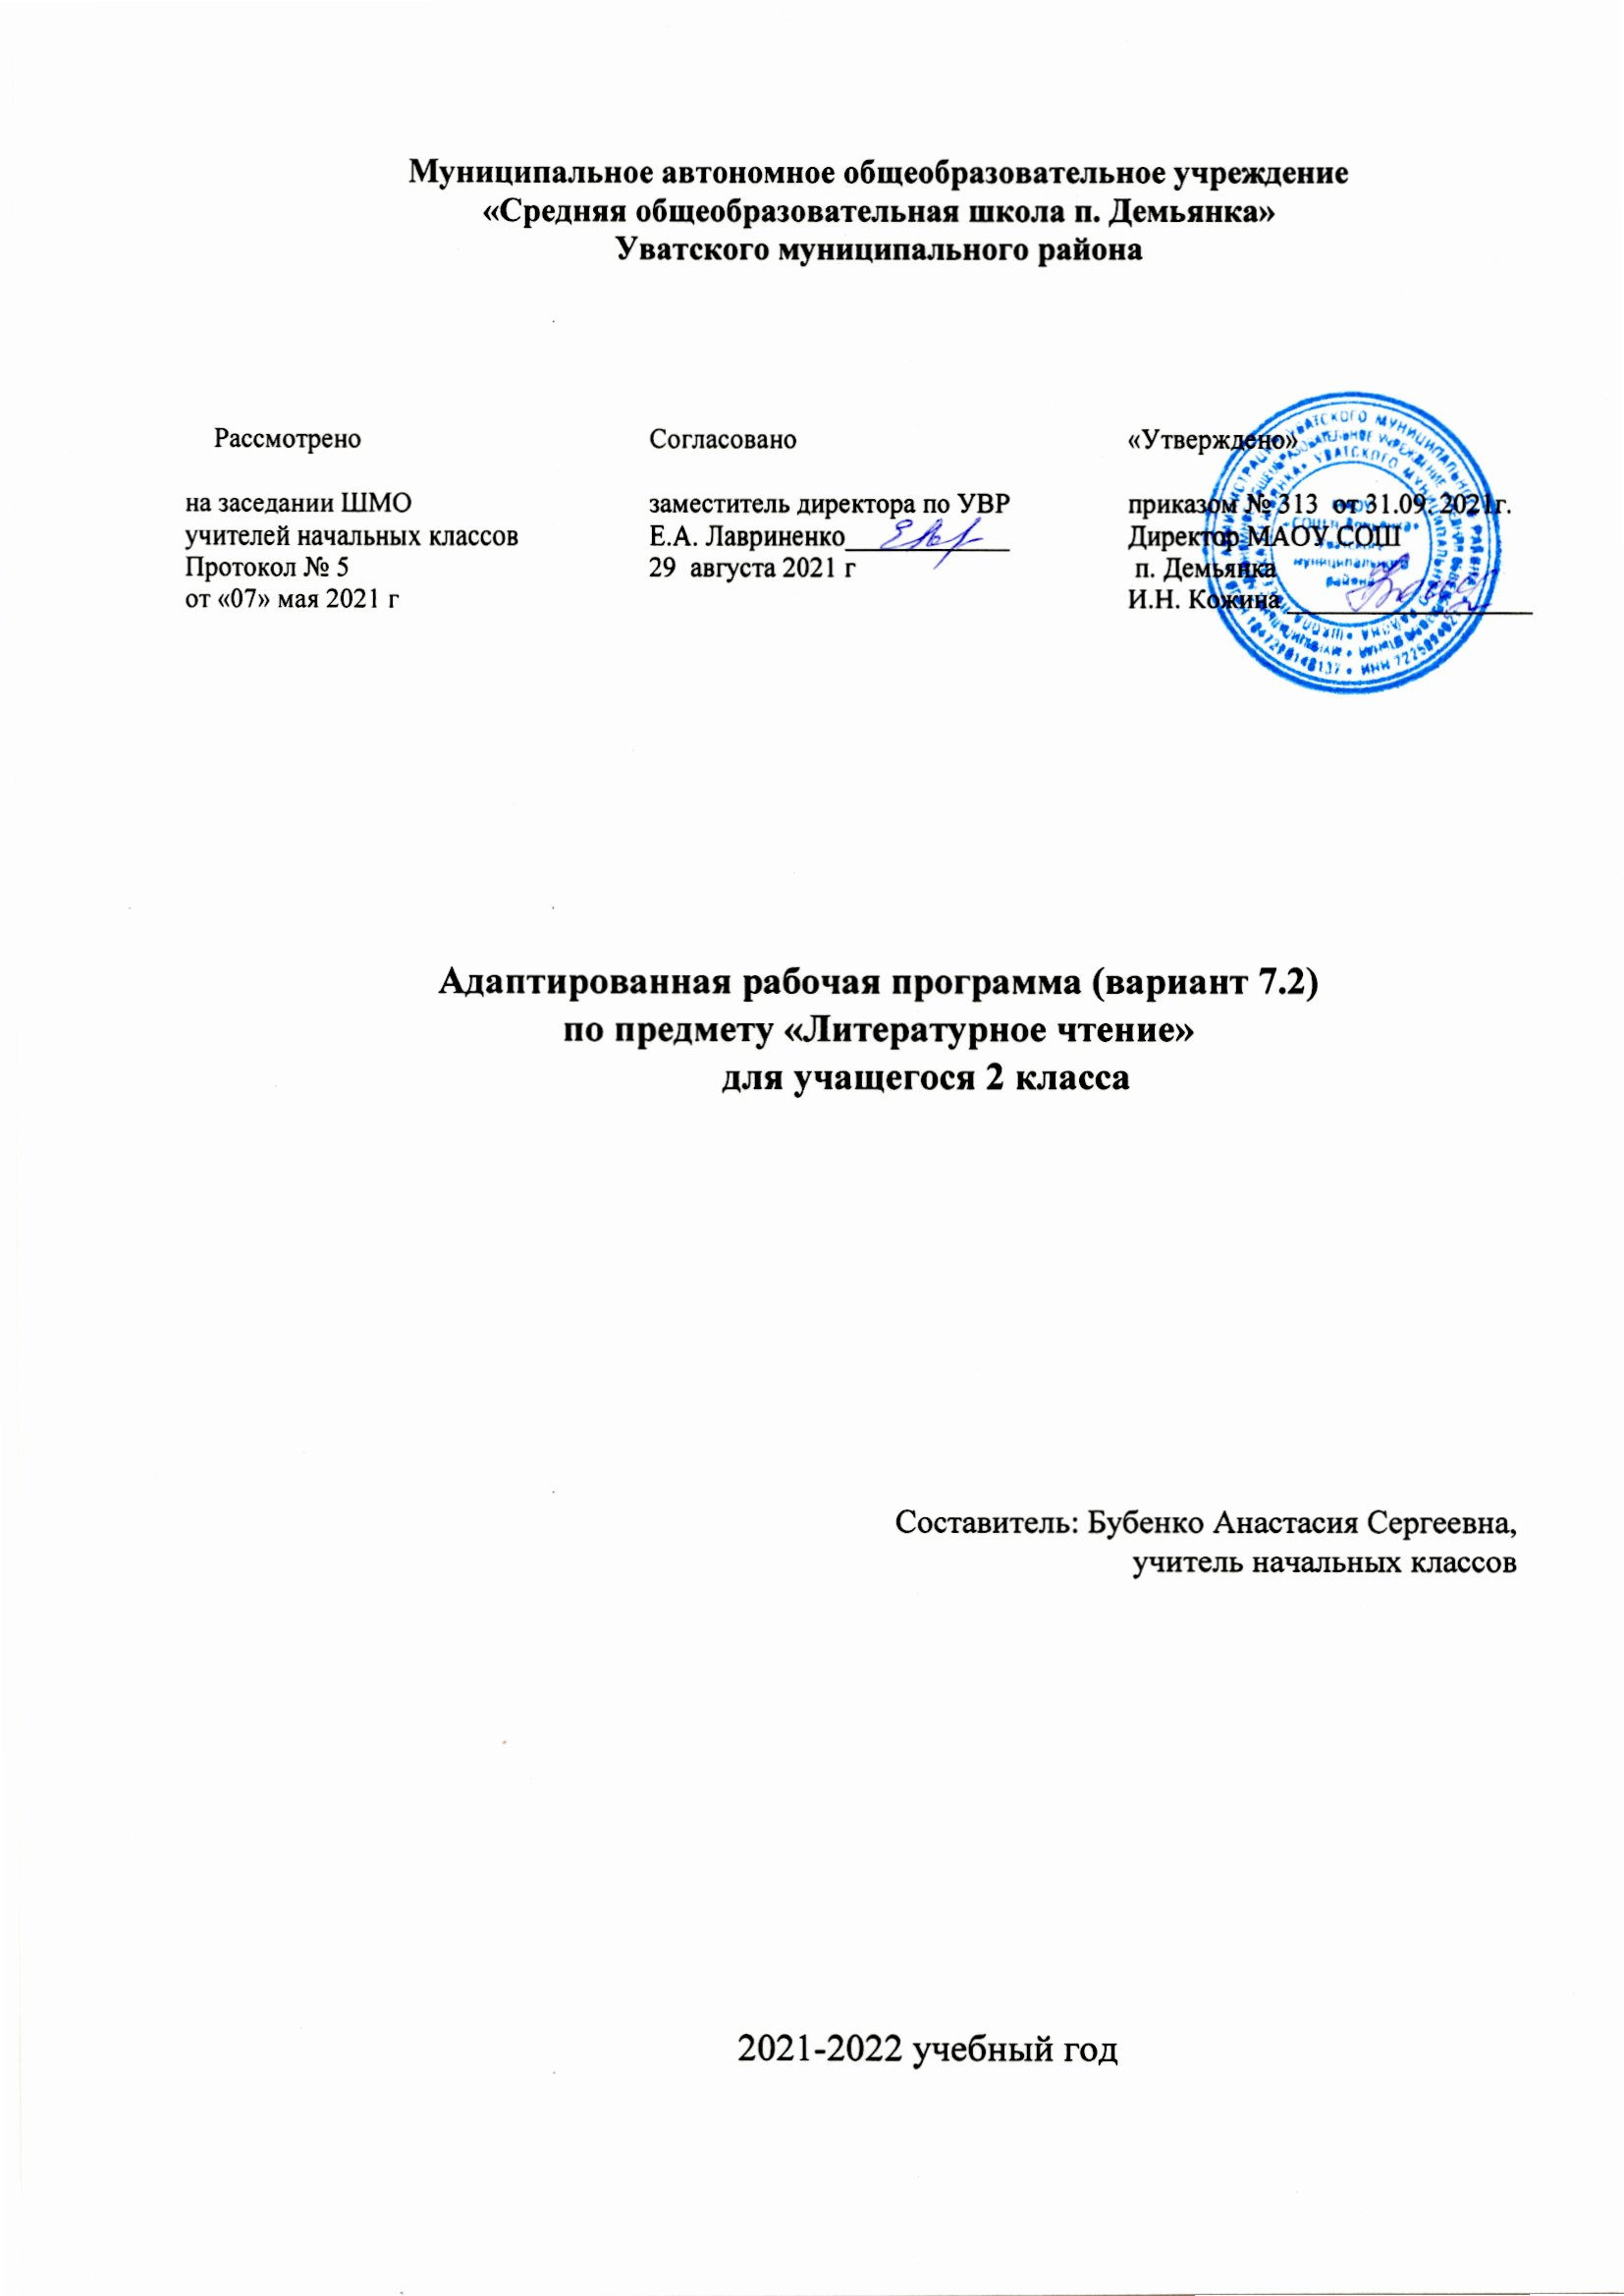 Муниципальное автономное общеобразовательное учреждение
«Средняя общеобразовательная школа п. Демьянка»
Уватского муниципального района
Рассмотрено
на заседании ШМО
учителей начальных классов
Протокол № 5
от «07» мая 2021 г
Согласовано
заместитель директора по УВР
Е.А. Лавриненко
29 августа 2021 г
«Утверждено»
приказом № 313 от 31.09. 2021г.
Директор МАОУ СОШ
п. Демьянка
И.Н. Кожина
Адаптированная рабочая программа (вариант 7.2)
по предмету «Литературное чтение»
для учащегося 2 класса
Составитель: Бубенко Анастасия Сергеевна,
учитель начальных классов
2021-2022 учебный год